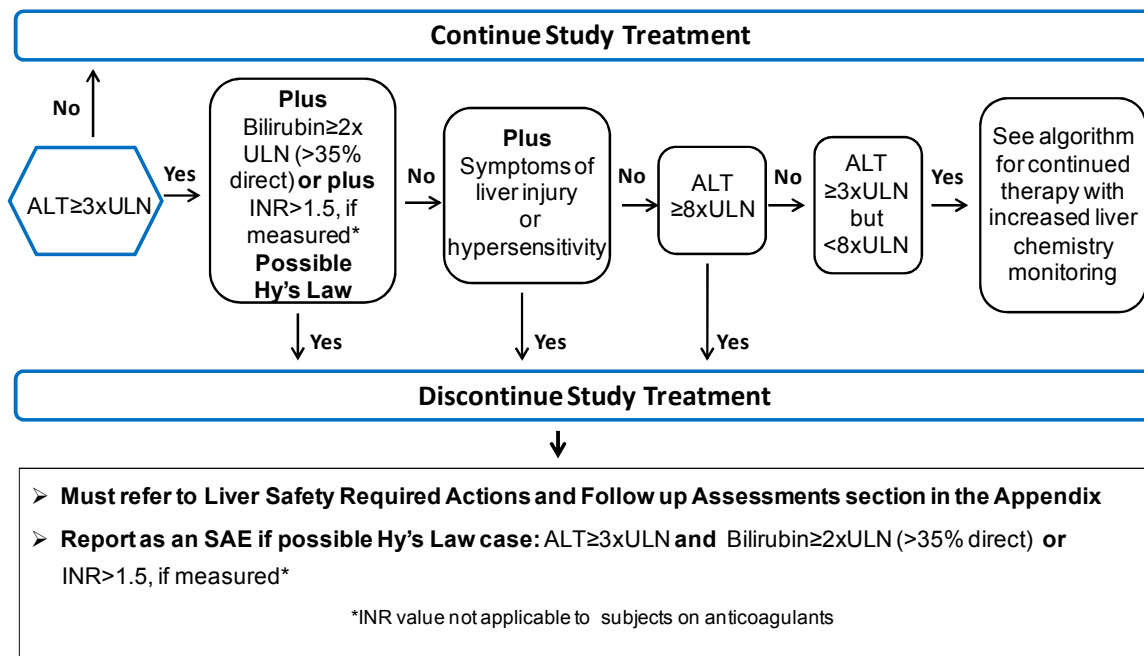 Continue Study Treatment
No
ALT≥3xULN
Yes
Plus
Bilirubin≥2x
ULN (>35%
direct) or plus
INR>1.5, if
measured*
Possible
Hy's Law
No
Plus
Symptoms of
liver injury
or
hypersensitivity
No
ALT
≥8xULN
No
ALT
≥3xULN
but
<8xULN
Yes
See algorithm
for continued
therapy with
increased liver
chemistry
monitoring
Yes
Yes
Yes
Discontinue Study Treatment
➢ Must refer to Liver Safety Required Actions and Follow up Assessments section in the Appendix
➢ Report as an SAE if possible Hy's Law case: ALT≥3xULN and Bilirubin≥2xULN (>35% direct) or
INR>1.5, if measured*
*INR value not applicable to subjects on anticoagulants